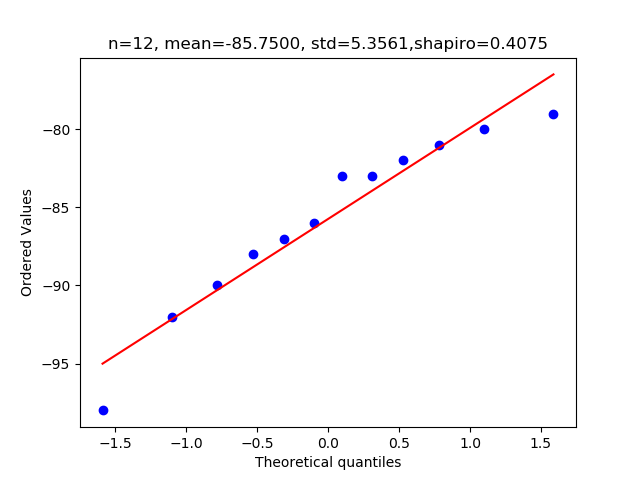 n=12, mean=-85.7500, std=5.3561,shapiro=0.4075
−80
−85
−90
−95
Ordered Values
−1.5 −1.0 −0.5 0.0 0.5 1.0 1.5
Theoretical quantiles